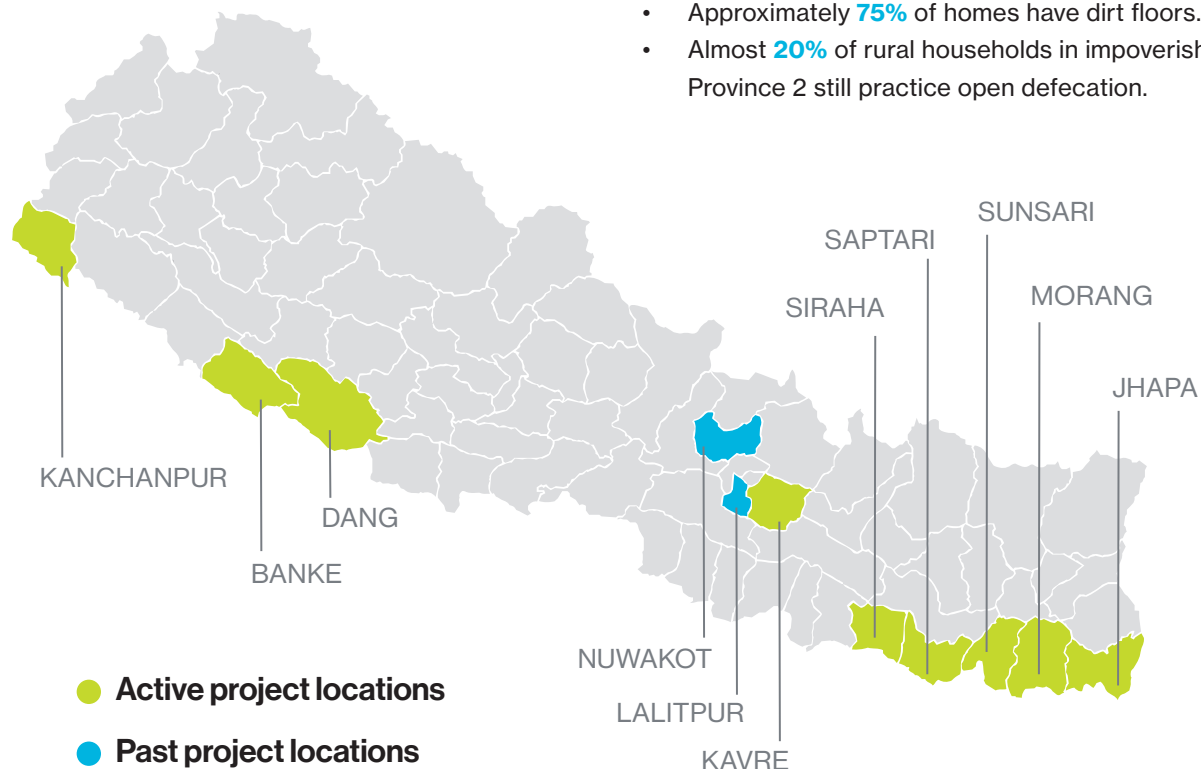 • Approximately 75% of homes have dirt floors.
• Almost 20% of rural households in impoverish
Province 2 still practice open defecation.
SUNSARI
SAPTARI
MORANG
SIRAHA
JHAPA
KANCHANPUR
DANG
BANKE
NUWAKOT
LALITPUR
KAVRE
Active project locations
Past project locations